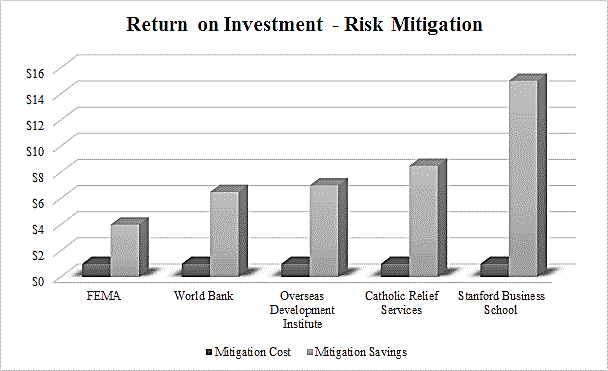 Return on Investment - Risk Mitigation
$16
$14
$12
$10
$8
$6
$4
$2
$0
FEMA
World Bank
Overseas
Development
Institute
Catholic Relief
Services
Stanford Business
School
Mitigation Cost
Mitigation Savings